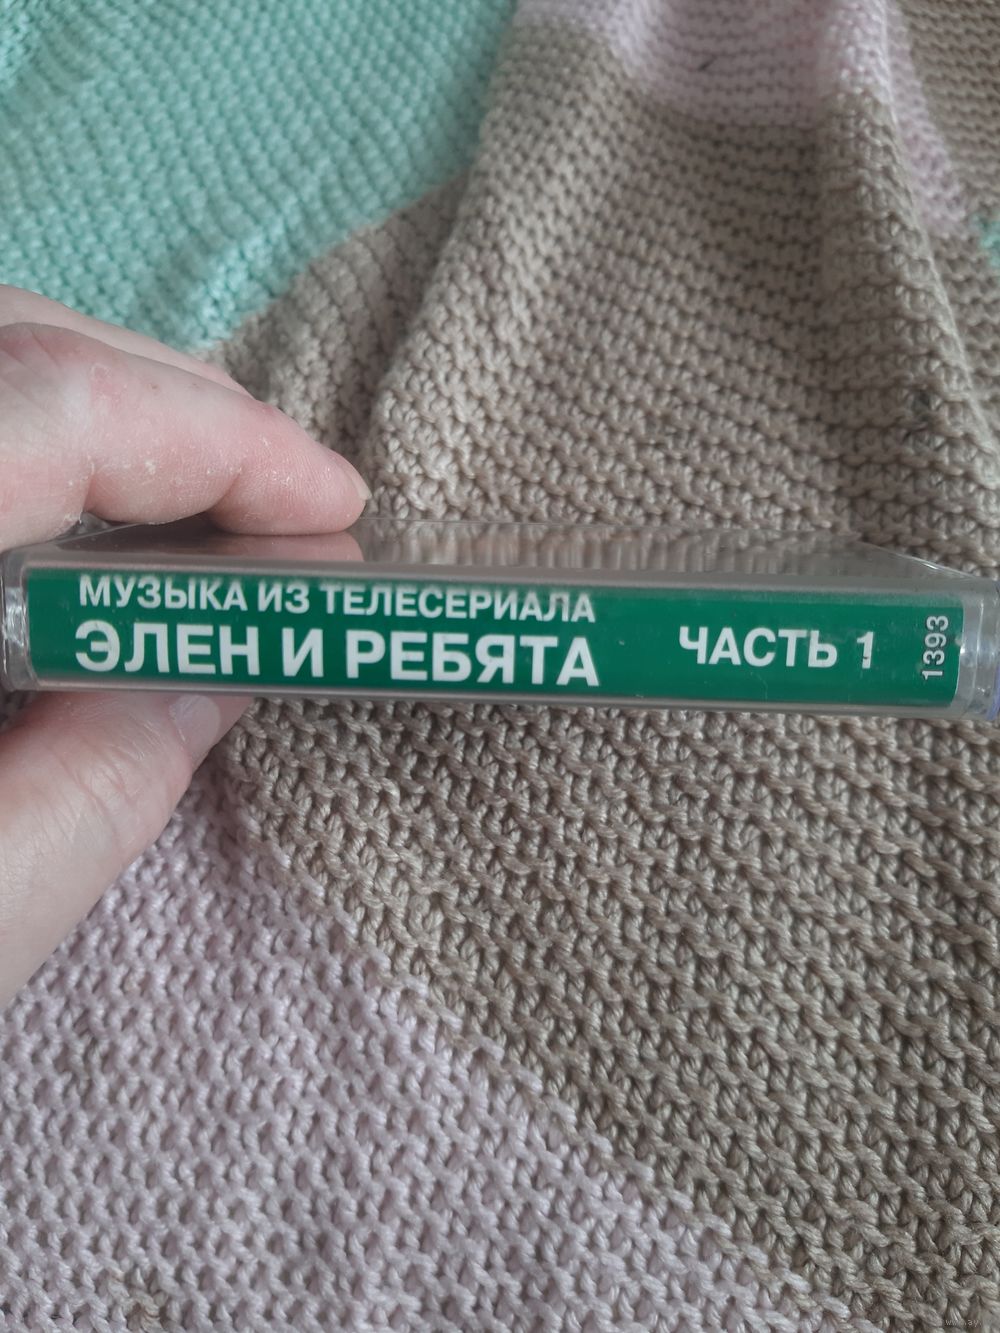 МУЗЫКА ИЗ ТЕЛЕСЕРИАЛА
ЭЛЕН И РЕБЯТА
ЧАСТЬ 1
1393